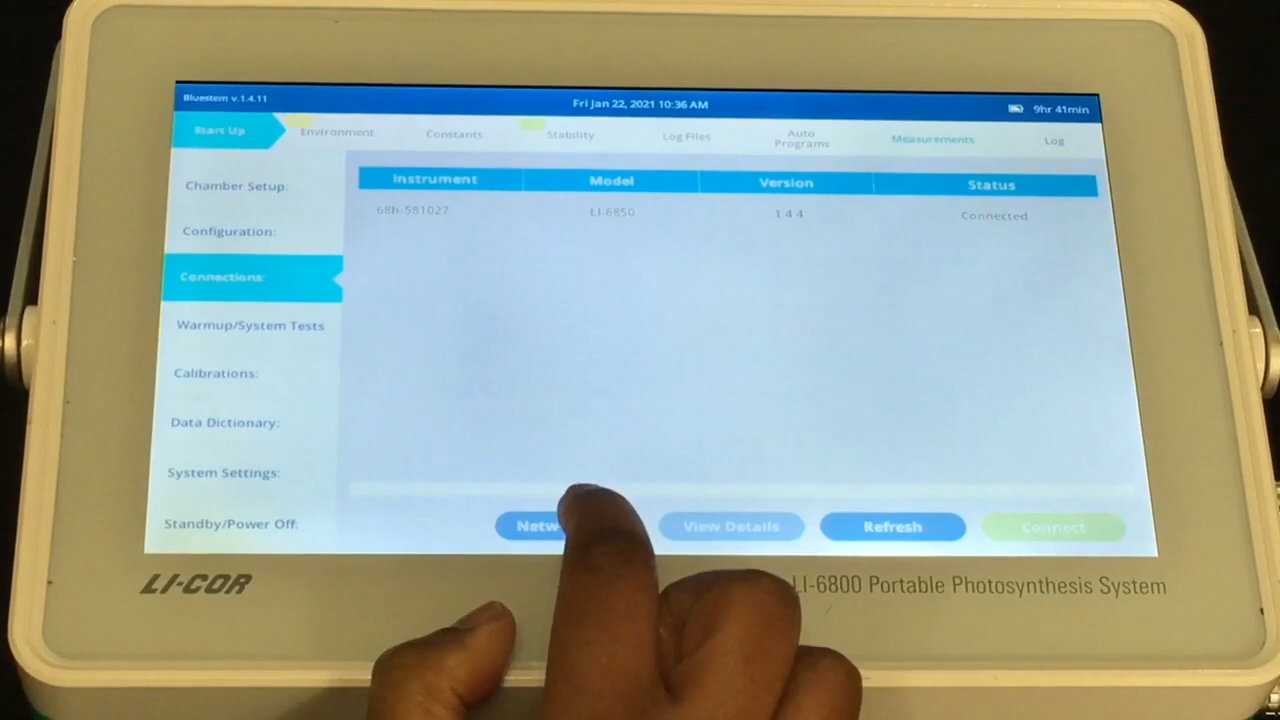 Bluestem v.1.4.11 Fri Jan 22, 2021 10:36 AM 9hr 41min
Start Up Environment Constants Stability Log Files Auto Programs Measurements Log
Chamber Setup:
Configuration:
Connections:
Warmup/System Tests
Calibrations:
Data Dictionary:
System Settings:
Standby/Power Off:
Instrument Model Version Status
68h-581027 LI-6850 1.4.4 Connected
View Details Refresh Connect
LI-COR LI-6800 Portable Photosynthesis System